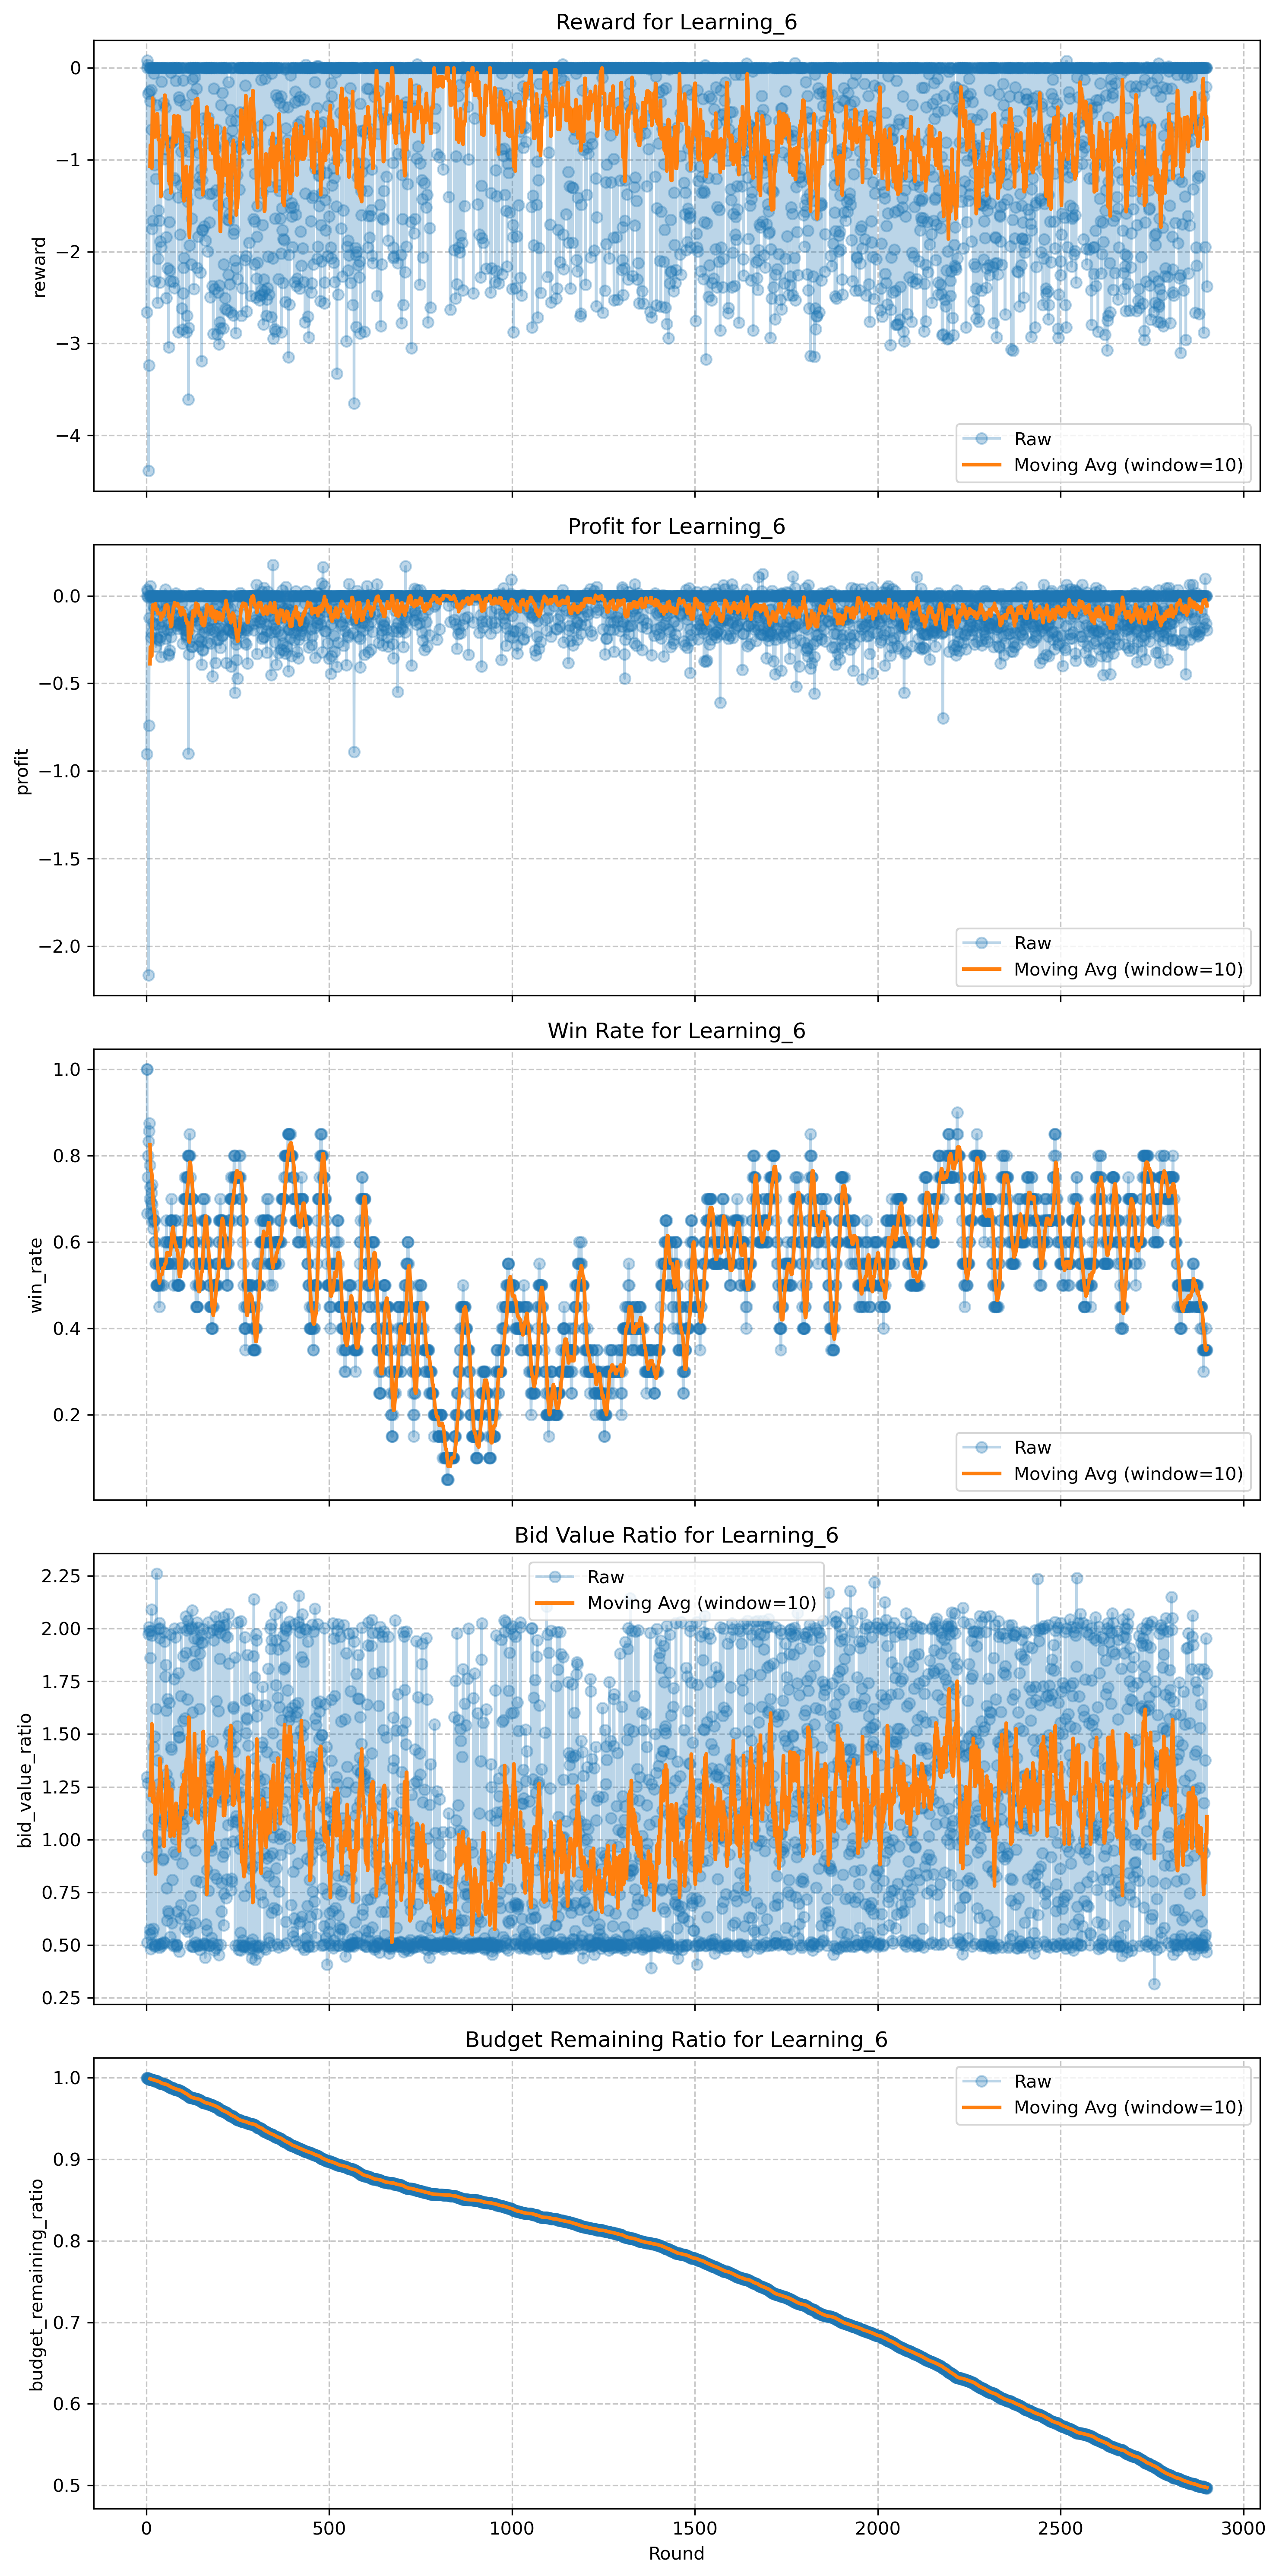 Reward for Learning_6
0
−1
−2
−3
−4
reward
Raw
Moving Avg (window=10)
Profit for Learning_6
0.0
−0.5
−1.0
−1.5
−2.0
profit
Raw
Moving Avg (window=10)
Win Rate for Learning_6
1.0
0.8
0.6
0.4
0.2
win_rate
Raw
Moving Avg (window=10)
Bid Value Ratio for Learning_6
2.25
2.00
1.75
1.50
1.25
1.00
0.75
0.50
0.25
bid_value_ratio
Raw
Moving Avg (window=10)
Budget Remaining Ratio for Learning_6
1.0
0.9
0.8
0.7
0.6
0.5
budget_remaining_ratio
Raw
Moving Avg (window=10)
0 500 1000 1500 2000 2500 3000
Round